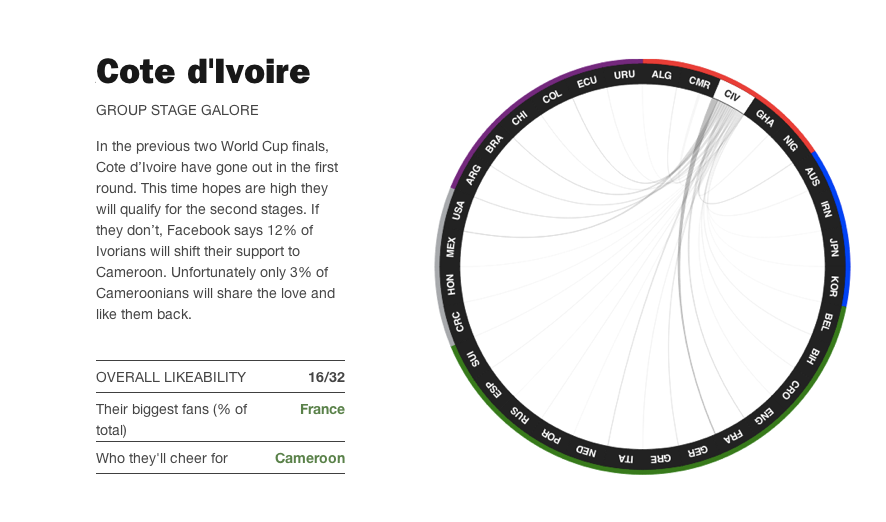 Cote d'Ivoire
GROUP STAGE GALORE
In the previous two World Cup finals,
Cote d'Ivoire have gone out in the first
round. This time hopes are high they
will qualify for the second stages. If
they don't, Facebook says 12% of
Ivorians will shift their support to
Cameroon. Unfortunately only 3% of
Cameroonians will share the love and
like them back.
OVERALL LIKEABILITY 16/32
Their biggest fans (% of France
total)
Who they'll cheer for Cameroon
ALG
CMR
CIV
GHA
NIG
AUS
IRN
JPN
KOR
BEL
BIH
CRO
ENG
FRA
GER
GRE
ITA
NED
POR
RUS
ESP
SUI
CRC
HON
MEX
USA
ARG
BRA
CHI
COL
ECU
URU